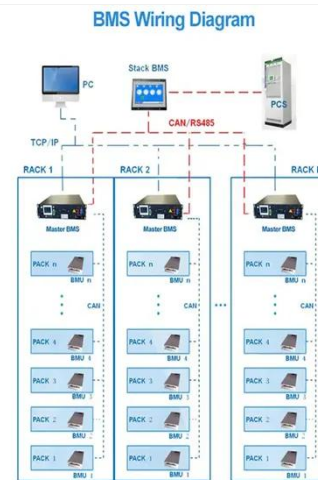 BMS Wiring Diagram
Stack BMS
PC
PCS
CAN/RS485
TCP/IP
RACK 1
RACK 2
RACK
Master BMS
Master BMS
Master BMS
PACK n
BMU n
PACK n
BMU n
PACK n
BMU n
CAN
CAN
CAN
PACK 4
BMU 4
PACK 4
BMU 4
PACK 4
BMU 4
PACK 3
BMU 3
PACK 3
BMU 3
PACK 3
BMU 3
PACK 2
BMU 2
PACK 2
BMU 2
PACK 2
BMU 2
PACK 1
BMU 1
PACK 1
BMU 1
PACK 1
BMU 1